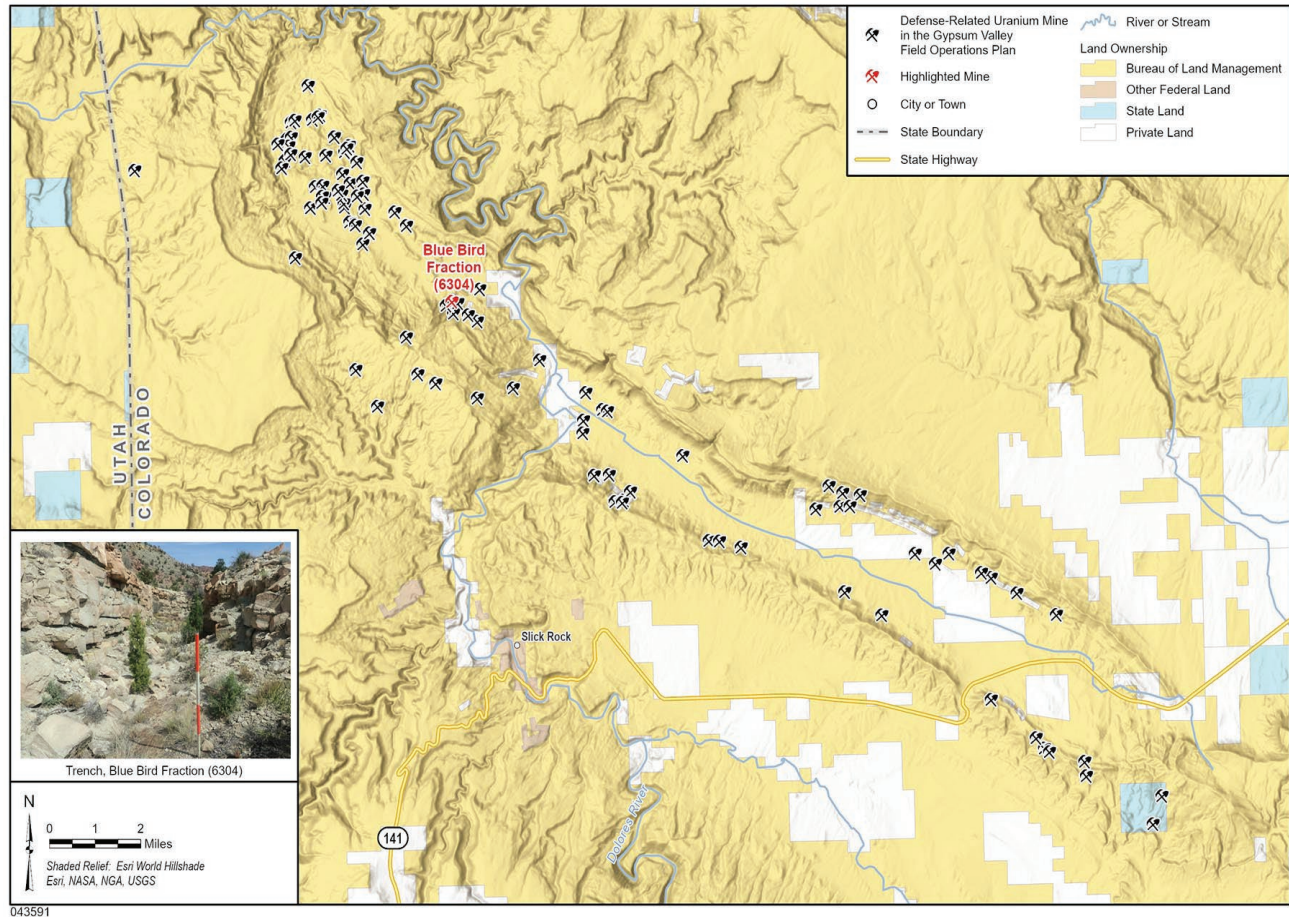 Defense-Related Uranium Mine
in the Gypsum Valley
Field Operations Plan
Highlighted Mine
City or Town
State Boundary
State Highway
River or Stream
Land Ownership
Bureau of Land Management
Other Federal Land
State Land
Private Land
Blue Bird
Fraction
(6304)
UTAH
COLORADO
Slick Rock
Dolores River
141
Trench, Blue Bird Fraction (6304)
N
0 1 2
Miles
Shaded Relief: Esri World Hillshade
Esri, NASA, NGA, USGS
043591